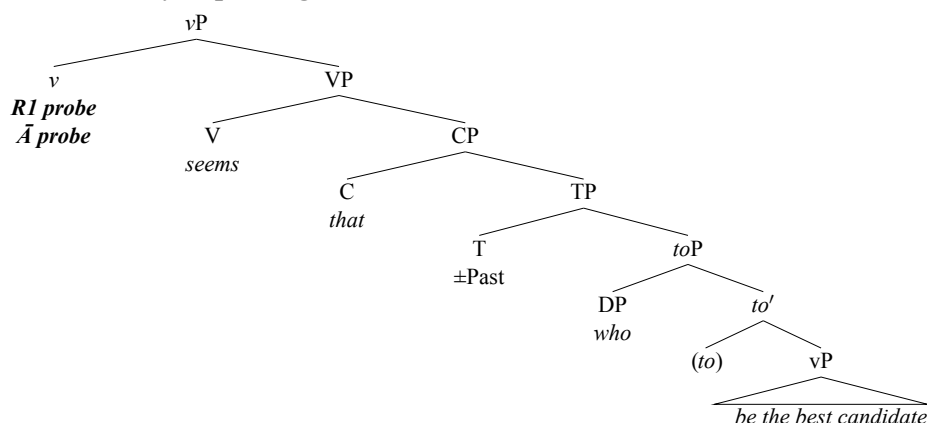 vP
v VP
R1 probe
Ā probe V CP
seems C TP
that T toP
±Past DP to′
who (to) vP
be the best candidate